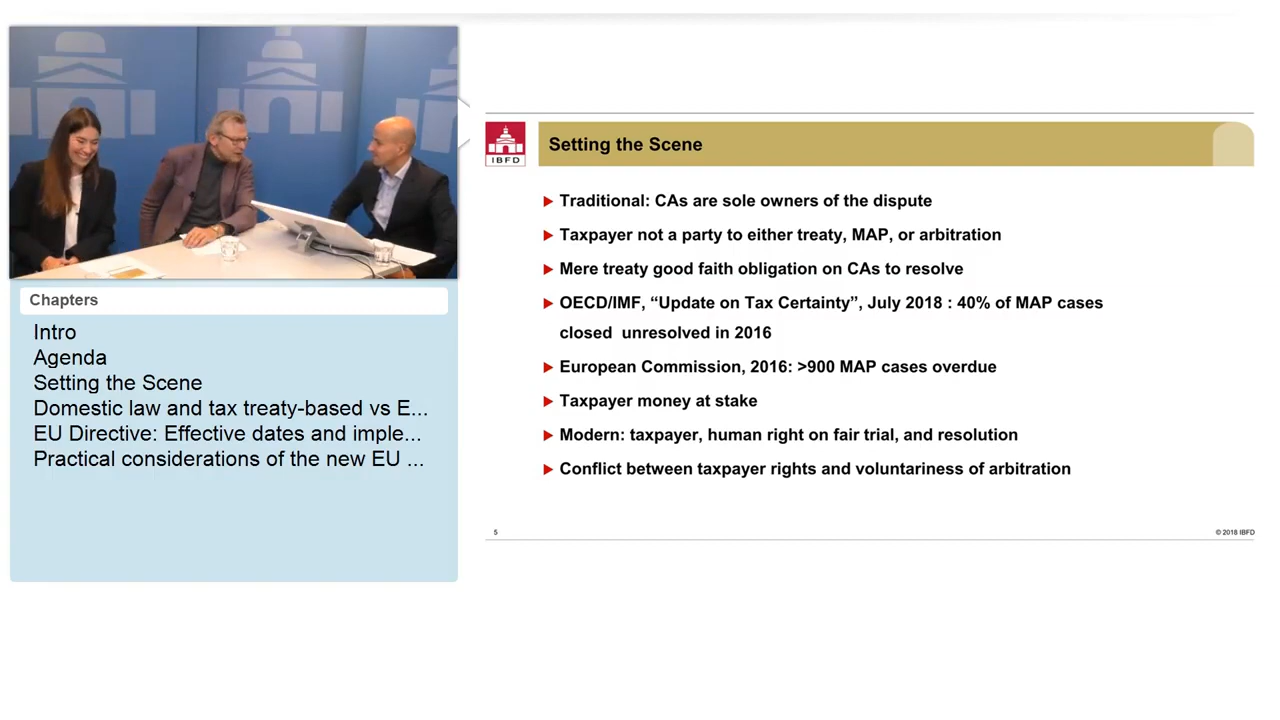 IBFD
Setting the Scene
Traditional: CAs are sole owners of the dispute
Taxpayer not a party to either treaty, MAP, or arbitration
Mere treaty good faith obligation on CAs to resolve
OECD/IMF, “Update on Tax Certainty”, July 2018 : 40% of MAP cases
closed unresolved in 2016
European Commission, 2016: >900 MAP cases overdue
Taxpayer money at stake
Modern: taxpayer, human right on fair trial, and resolution
Conflict between taxpayer rights and voluntariness of arbitration
5
© 2018 IBFD
Chapters
Intro
Agenda
Setting the Scene
Domestic law and tax treaty-based vs E...
EU Directive: Effective dates and imple...
Practical considerations of the new EU ...